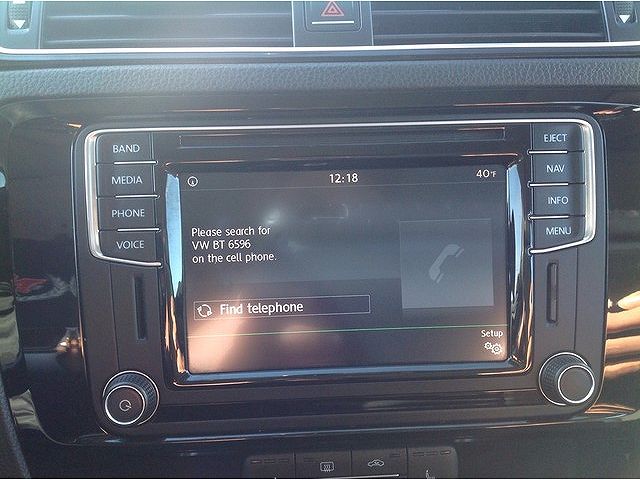 BAND
MEDIA
PHONE
VOICE
EJECT
NAV
INFO
MENU
12:18
40°F
Please search for
VW BT 6596
on the cell phone.
Find telephone
Setup